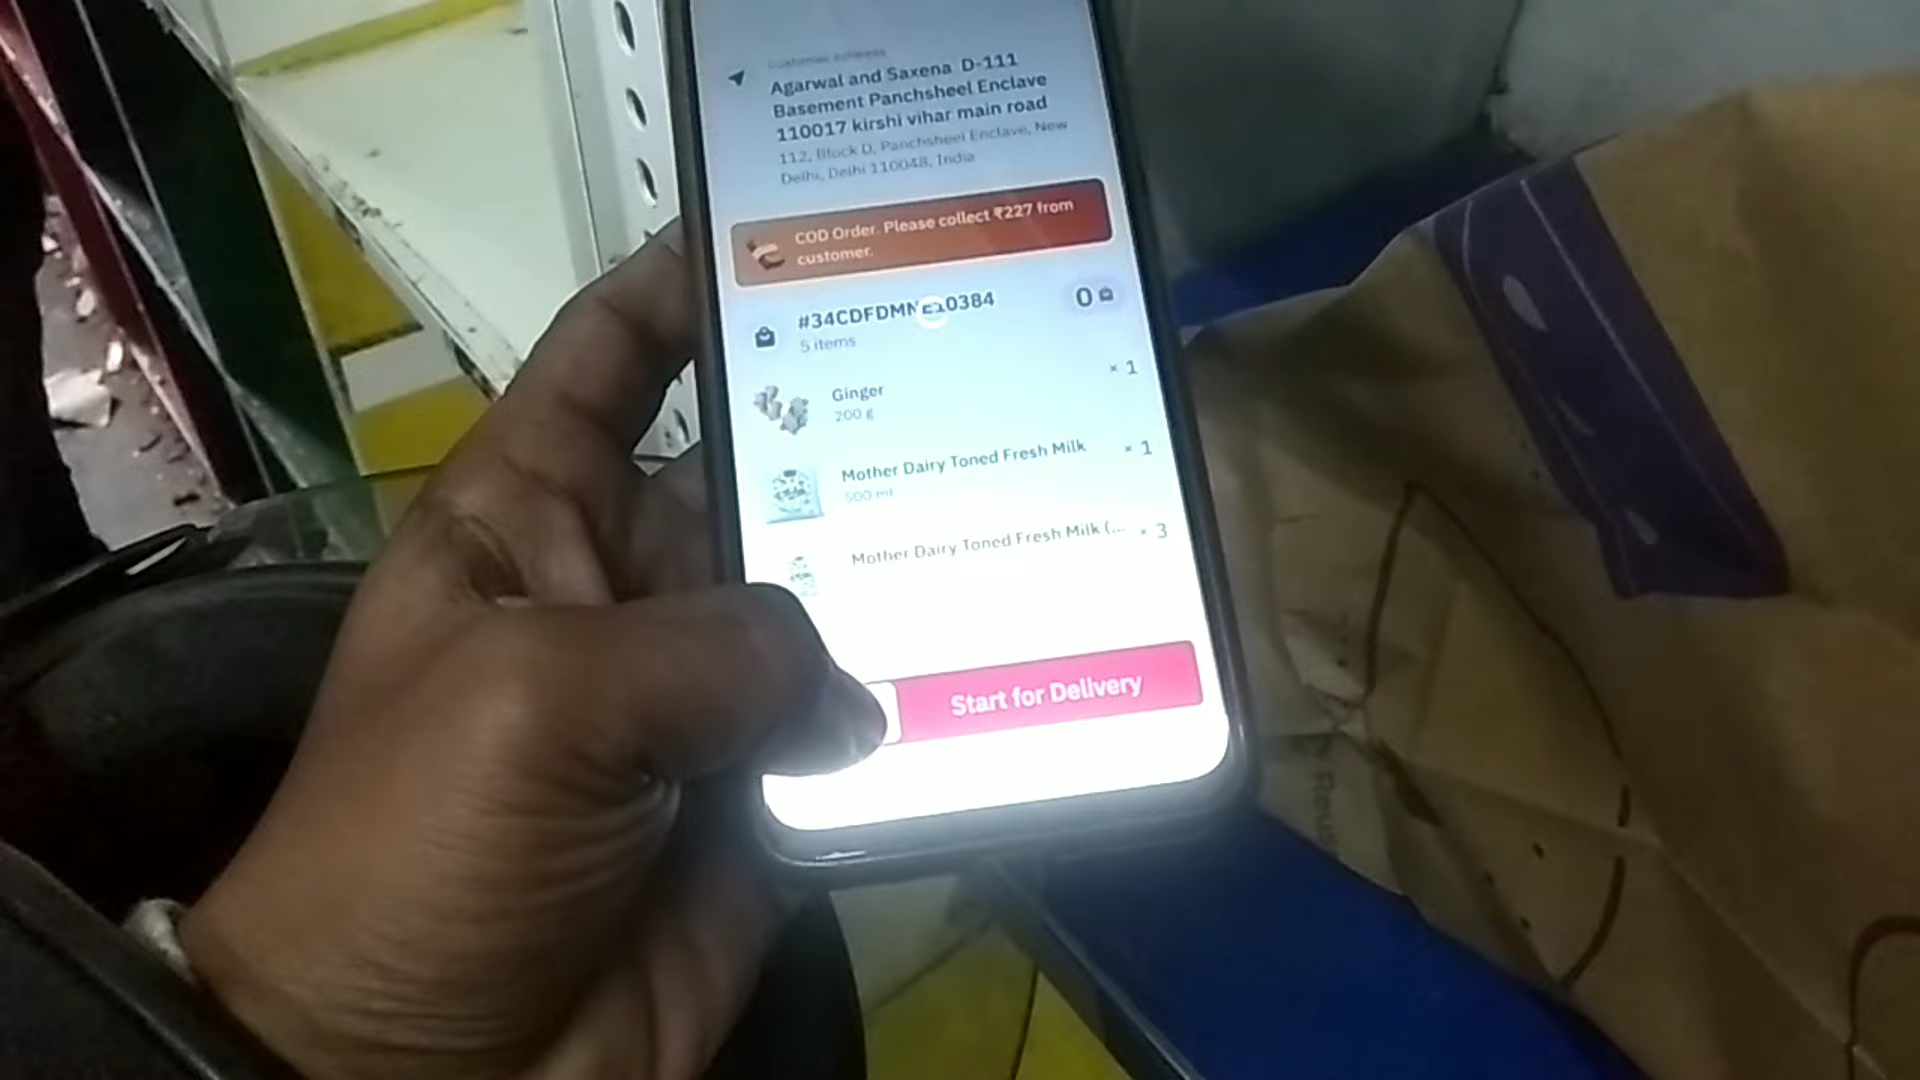 Customer Address
Agarwal and Saxena D-111
Basement Panchsheel Enclave
110017 kirshi vihar main road
112, Block D, Panchsheel Enclave, New
Delhi, Delhi 110048, India
COD Order. Please collect ₹227 from
customer.
0
5 items
Ginger × 1
200 g
Mother Dairy Toned Fresh Milk × 1
500 ml
Mother Dairy Toned Fresh Milk (... × 3
Start for Delivery